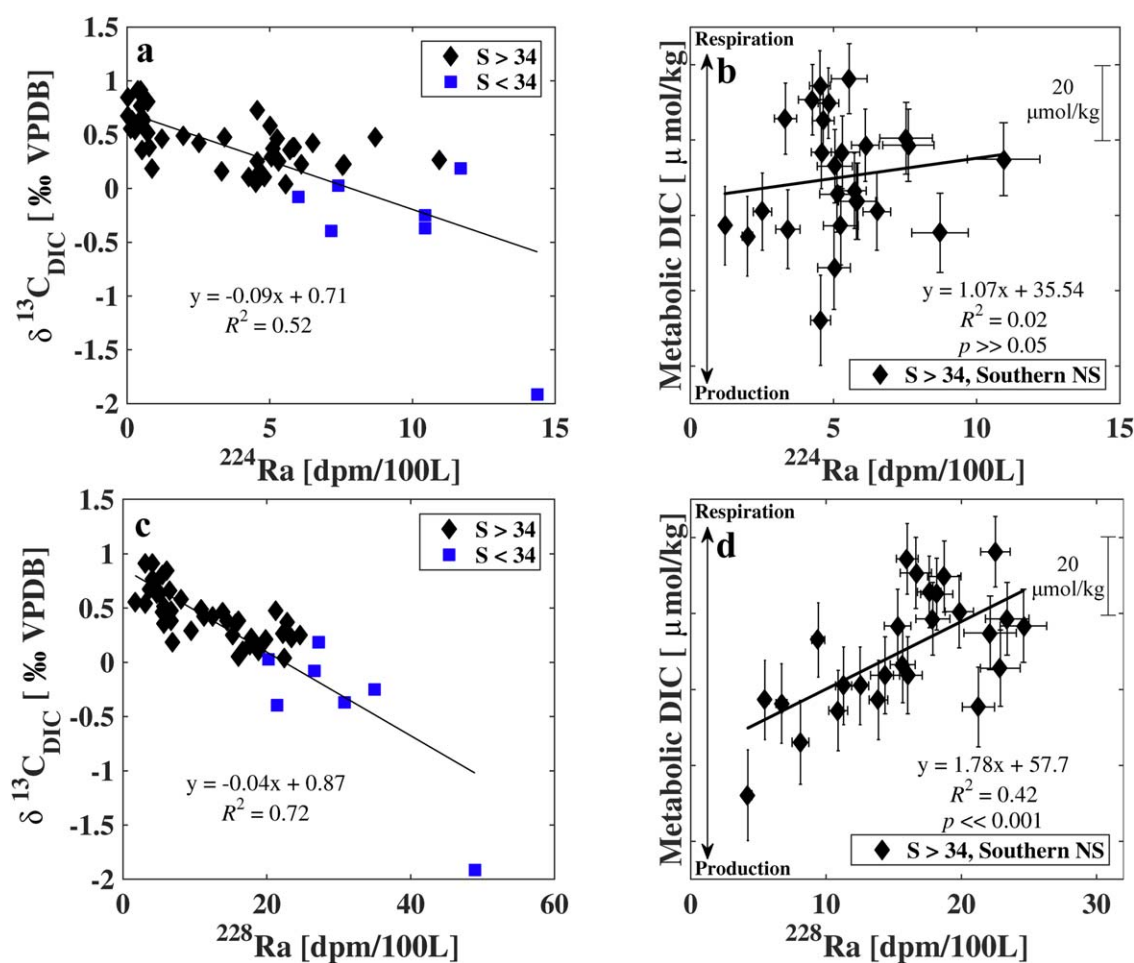 a
S > 34
S < 34
δ ¹³C_DIC [ ‰ VPDB]
1.5
1
0.5
0
-0.5
-1
-1.5
-2
y = -0.09x + 0.71
R² = 0.52
0 5 10 15
²²⁴Ra [dpm/100L]
b
Respiration
Metabolic DIC [ μ mol/kg]
20
μmol/kg
y = 1.07x + 35.54
R² = 0.02
p >> 0.05
S > 34, Southern NS
Production
0 5 10 15
²²⁴Ra [dpm/100L]
c
S > 34
S < 34
δ ¹³C_DIC [ ‰ VPDB]
1.5
1
0.5
0
-0.5
-1
-1.5
-2
y = -0.04x + 0.87
R² = 0.72
0 20 40 60
²²⁸Ra [dpm/100L]
d
Respiration
Metabolic DIC [ μ mol/kg]
20
μmol/kg
y = 1.78x + 57.7
R² = 0.42
p << 0.001
S > 34, Southern NS
Production
0 10 20 30
²²⁸Ra [dpm/100L]